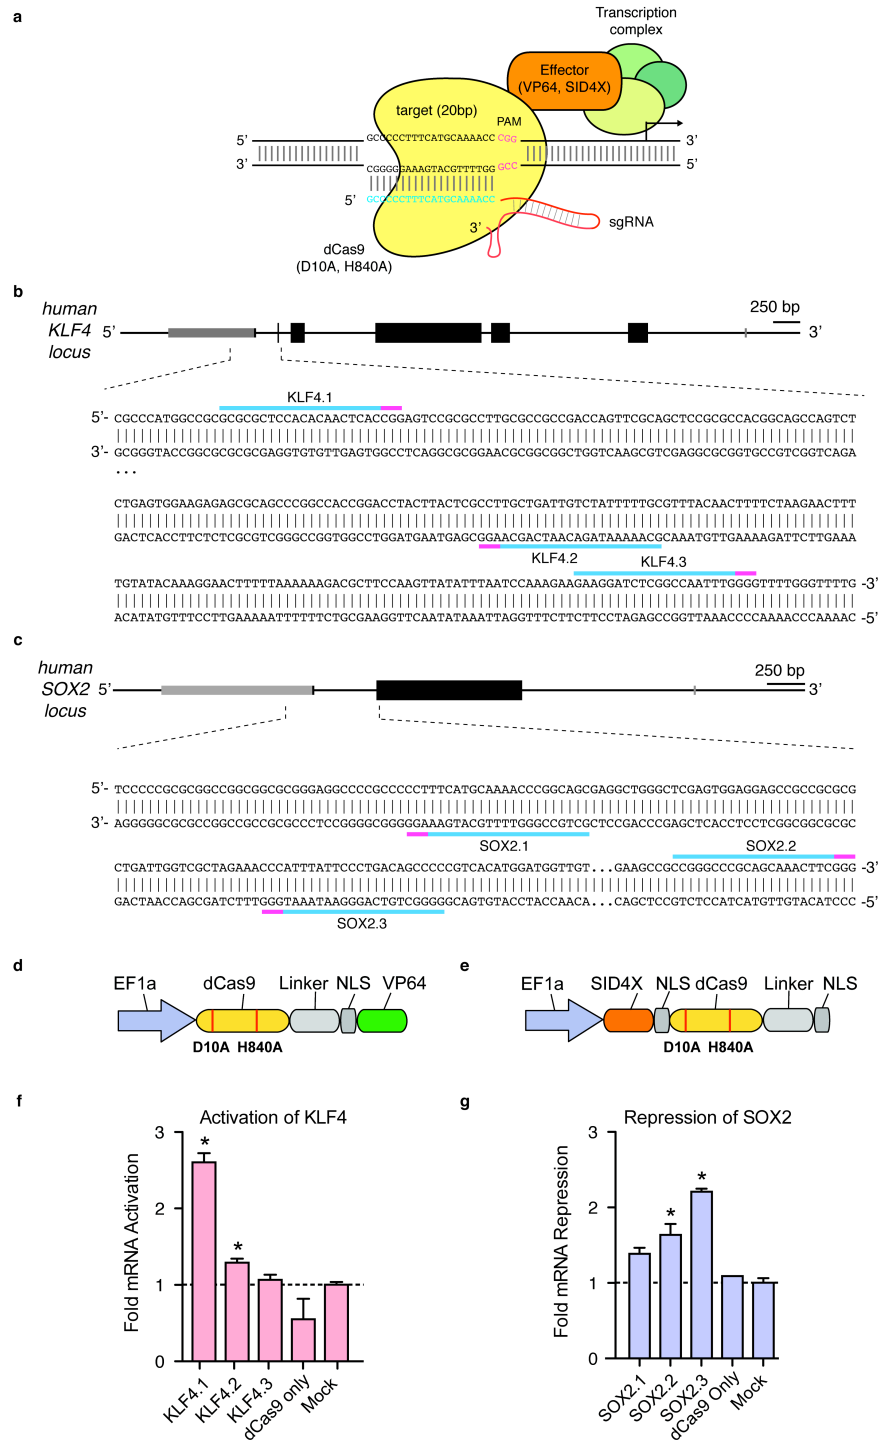 a
Transcription
complex
Effector
(VP64, SID4X)
target (20bp)
PAM
5’ GCCCCCTTTCATGCAAAACC CGG 3’
3’ CGGGGGAAAGTACGTTTTGG GCC 5’
5’ GCCCCCTTTCATGCAAAACC
3’
sgRNA
dCas9
(D10A, H840A)
b
human
KLF4
locus
5’
250 bp
3’
KLF4.1
5’- CGCCCATGGCCGCGCGCGCTCCACACAACTCACCGGAGTCCGCGCCTTGCGCCGCCGACCAGTTCGCAGCTCCGCGCCACGGCAGCCAGTCT
3’- GCGGGTACCGGCGCGCGCGAGGTGTGTTGAGTGGCCTCAGGCGCGGAACGCGGCGGCTGGTCAAGCGTCGAGGCGCGGTGCCGTCGGTCAGA
...
CTGAGTGGAAGAGAGCGCAGCCCGGCCACCGGACCTACTTACTCGCCTTGCTGATTGTCTATTTTTGCGTTTACAACTTTTCTAAGAACTTT
GACTCACCTTCTCTCGCGTCGGGCCGGTGGCCTGGATGAATGAGCGGAACGACTAACAGATAAAAACGCAAATGTTGAAAAGATTCTTGAAA
KLF4.2
KLF4.3
TGTATACAAAGGAACTTTTTAAAAAAGACGCTTCCAAGTTATATTTAATCCAAAGAAGAAGGATCTCGGCCAATTTGGGGTTTTGGGTTTTG -3’
ACATATGTTTCCTTGAAAAATTTTTTCTGCGAAGGTTCAATATAAATTAGGTTTCTTCTTCCTAGAGCCGGTTAAACCCCAAAACCCAAAAC -5’
c
human
SOX2
locus
5’
250 bp
3’
5’- TCCCCCGCGCGGCCGGCGGCGCGGGAGGCCCCGCCCCCTTTCATGCAAAACCCGGCAGCGAGGCTGGGCTCGAGTGGAGGAGCCGCCGCGCG
3’- AGGGGGCGCGCCGGCCGCCGCGCCCTCCGGGGCGGGGGAAAGTACGTTTTGGGCCGTCGCTCCGACCCGAGCTCACCTCCTCGGCGGCGCGC
SOX2.1
SOX2.2
CTGATTGGTCGCTAGAAACCCATTTATTCCCTGACAGCCCCCGTCACATGGATGGTTGT...GAAGCCGCCGGGCCCGCAGCAAACTTCGGGG -3’
GACTAACCAGCGATCTTTGGGTAAATAAGGGACTGTCGGGGGCAGTGTACCTACCAACA...CAGCTCCGTCTCCATCATGTTGTACATCCC -5’
SOX2.3
d
EF1a
dCas9
Linker
NLS
VP64
D10A H840A
e
EF1a
SID4X
NLS
dCas9
Linker
NLS
D10A H840A
f
Activation of KLF4
Fold mRNA Activation
3
2
1
0
*
*
KLF4.1
KLF4.2
KLF4.3
dCas9 only
Mock
g
Repression of SOX2
Fold mRNA Repression
3
2
1
0
*
*
*
SOX2.1
SOX2.2
SOX2.3
dCas9 Only
Mock